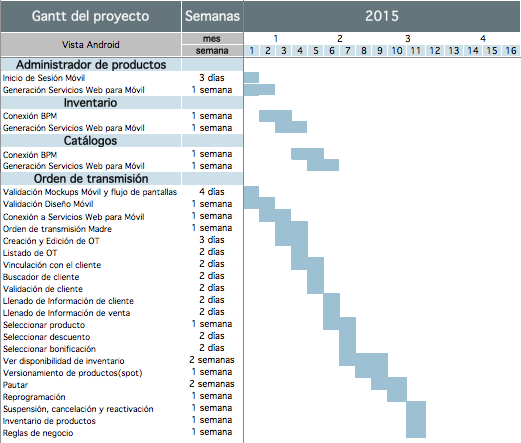 Gantt del proyecto Semanas 2015
Vista Android mes 1 2 3 4
semana 1 2 3 4 5 6 7 8 9 10 11 12 13 14 15 16
Administrador de productos
Inicio de Sesión Móvil 3 días
Generación Servicios Web para Móvil 1 semana
Inventario
Conexión BPM 1 semana
Generación Servicios Web para Móvil 1 semana
Catálogos
Conexión BPM 1 semana
Generación Servicios Web para Móvil 1 semana
Orden de transmisión
Validación Mockups Móvil y flujo de pantallas 4 días
Validación Diseño Móvil 1 semana
Conexión a Servicios Web para Móvil 1 semana
Orden de transmisión Madre 1 semana
Creación y Edición de OT 3 días
Listado de OT 2 días
Vinculación con el cliente 2 días
Buscador de cliente 2 días
Validación de cliente 2 días
Llenado de Información de cliente 2 días
Llenado de Información de venta 2 días
Seleccionar producto 1 semana
Seleccionar descuento 2 días
Seleccionar bonificación 2 días
Ver disponibilidad de inventario 2 semanas
Versionamiento de productos(spot) 1 semana
Pautar 2 semanas
Reprogramación 1 semana
Suspensión, cancelación y reactivación 1 semana
Inventario de productos 1 semana
Reglas de negocio 1 semana